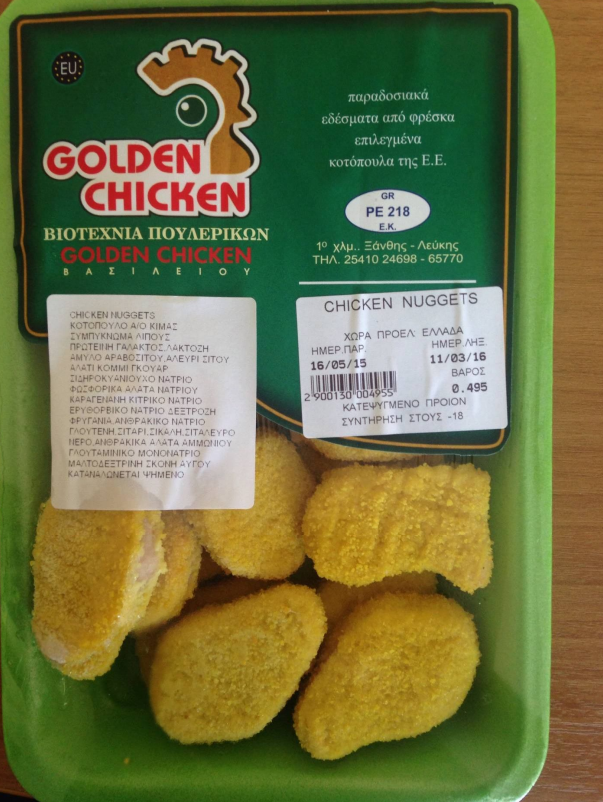 EU
GOLDEN
CHICKEN
ΒΙΟΤΕΧΝΙΑ ΠΟΥΛΕΡΙΚΩΝ
GOLDEN CHICKEN
ΒΑΣΙΛΕΙΟΥ
παραδοσιακά
εδέσματα από φρέσκα
επιλεγμένα
κοτόπουλα της Ε.Ε.
GR
PE 218
E.K.
1ο χλμ.. Ξάνθης - Λεύκης
ΤΗΛ. 25410 24698 - 65770
CHICKEN NUGGETS
ΚΟΤΟΠΟΥΛΟ Α/Ο ΚΙΜΑΣ
ΣΥΜΠΥΚΝΩΜΑ ΛΙΠΟΥΣ
ΠΡΩΤΕΙΝΗ ΓΑΛΑΚΤΟΣ,ΛΑΚΤΟΖΗ
ΑΜΥΛΟ ΑΡΑΒΟΣΙΤΟΥ,ΑΛΕΥΡΙ ΣΙΤΟΥ
ΑΛΑΤΙ ΚΟΜΜΙ ΓΚΟΥΑΡ
ΣΙΔΗΡΟΚΥΑΝΙΟΥΧΟ ΝΑΤΡΙΟ
ΦΩΣΦΟΡΙΚΑ ΑΛΑΤΑ ΝΑΤΡΙΟΥ
ΚΑΡΑΓΕΝΑΝΗ ΚΙΤΡΙΚΟ ΝΑΤΡΙΟ
ΕΡΥΘΟΡΒΙΚΟ ΝΑΤΡΙΟ ΔΕΞΤΡΟΖΗ
ΦΡΥΓΑΝΙΑ,ΑΝΘΡΑΚΙΚΟ ΝΑΤΡΙΟ
ΓΛΟΥΤΕΝΗ,ΣΙΤΑΡΙ,ΣΙΚΑΛΗ,ΣΙΤΑΛΕΥΡΟ
ΝΕΡΟ,ΑΝΘΡΑΚΙΚΑ ΑΛΑΤΑ ΑΜΜΩΝΙΟΥ
ΓΛΟΥΤΑΜΙΝΙΚΟ ΜΟΝΟΝΑΤΡΙΟ
ΜΑΛΤΟΔΕΞΤΡΙΝΗ ΣΚΟΝΗ ΑΥΓΟΥ
ΚΑΤΑΝΑΛΩΝΕΤΑΙ ΨΗΜΕΝΟ
CHICKEN NUGGETS
ΧΩΡΑ ΠΡΟΕΛ: ΕΛΛΑΔΑ
ΗΜΕΡ.ΠΑΡ. ΗΜΕΡ.ΛΗΞ.
16/05/15 11/03/16
ΒΑΡΟΣ
2 900130 004955 0.495
ΚΑΤΕΨΥΓΜΕΝΟ ΠΡΟΙΟΝ
ΣΥΝΤΗΡΗΣΗ ΣΤΟΥΣ -18